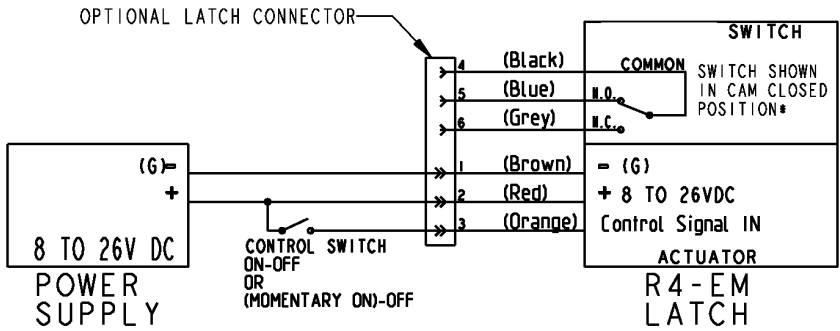 OPTIONAL LATCH CONNECTOR
SWITCH
4 (Black) COMMON
SWITCH SHOWN
IN CAM CLOSED
POSITION*
5 (Blue) N.O.
6 (Grey) N.C.
(G)- 1 (Brown) - (G)
+ 2 (Red) + 8 TO 26VDC
3 (Orange) Control Signal IN
8 TO 26V DC
CONTROL SWITCH
ON-OFF
OR
(MOMENTARY ON)-OFF
ACTUATOR
POWER
SUPPLY
R4-EM
LATCH